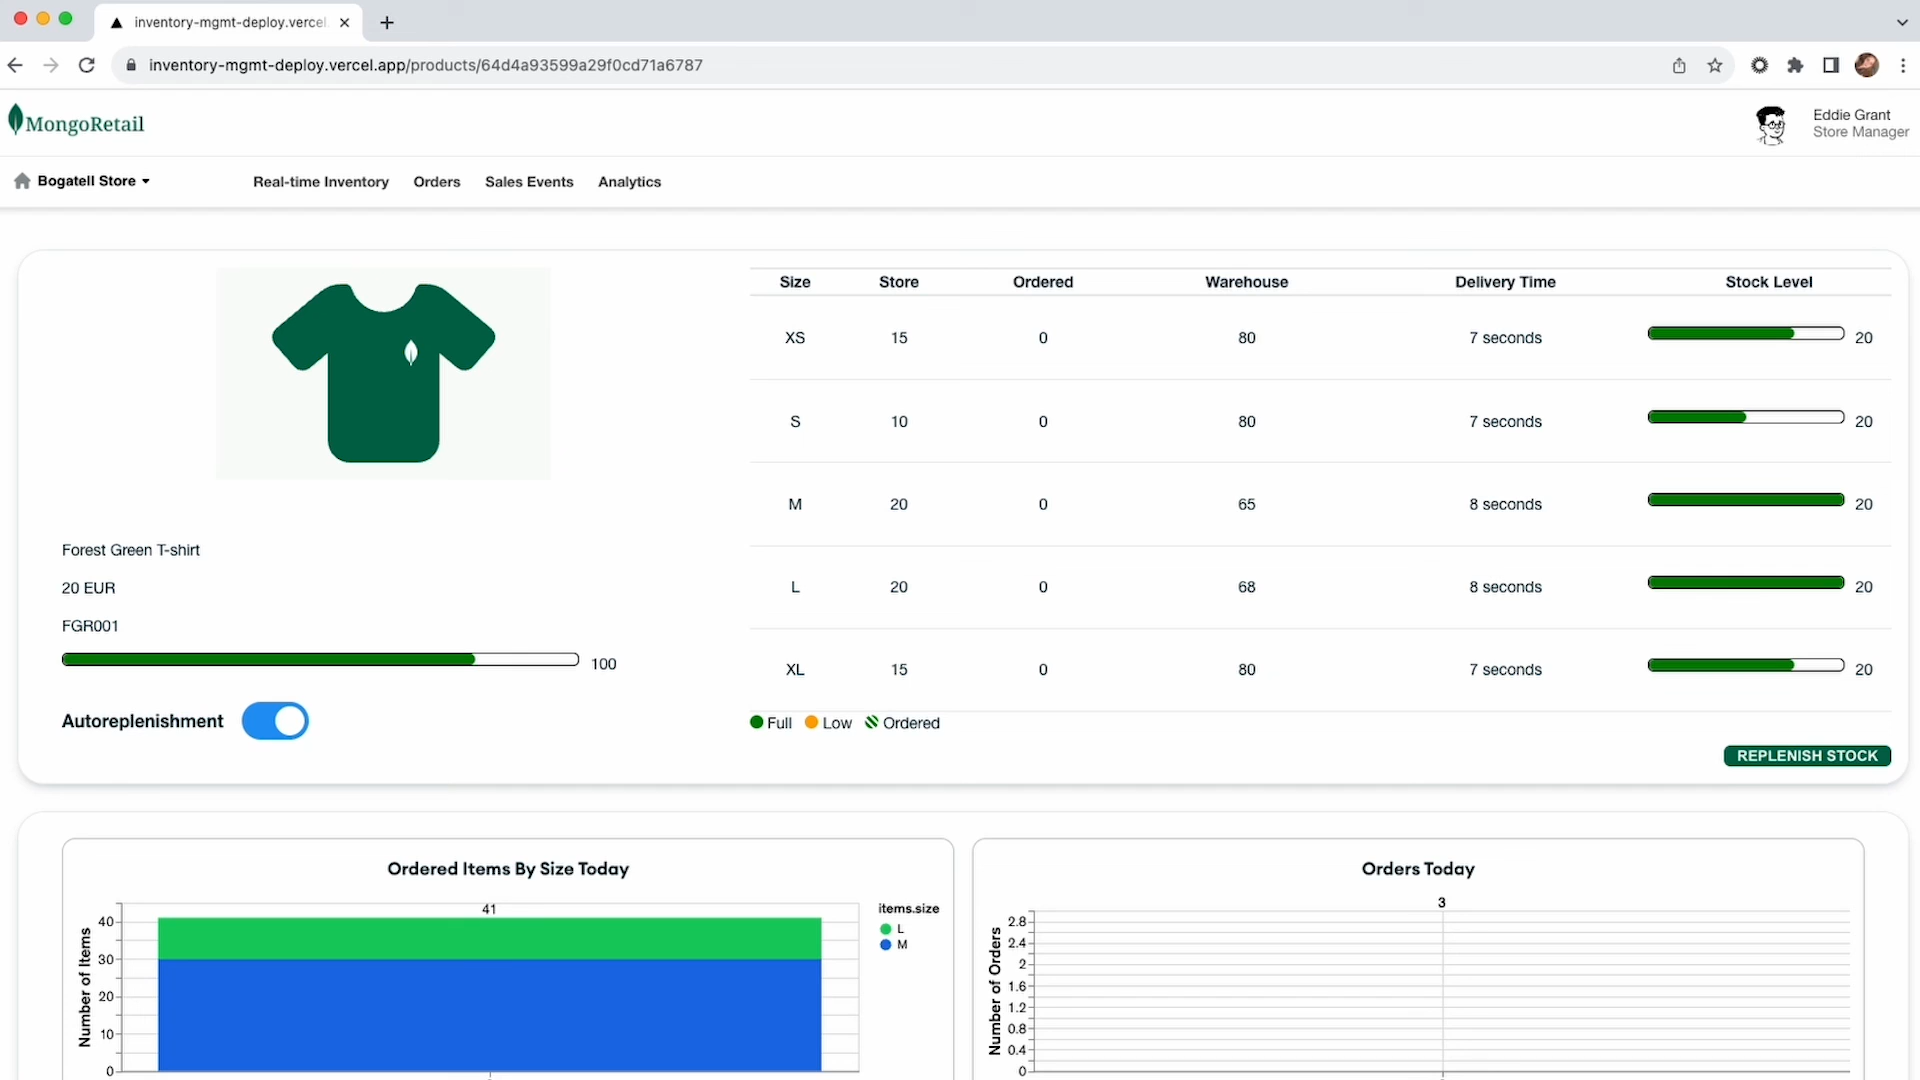 inventory-mgmt-deploy.vercel
inventory-mgmt-deploy.vercel.app/products/64d4a93599a29f0cd71a6787
MongoRetail
Eddie Grant
Store Manager
Bogatell Store
Real-time Inventory Orders Sales Events Analytics
Size Store Ordered Warehouse Delivery Time Stock Level
XS 15 0 80 7 seconds 20
S 10 0 80 7 seconds 20
M 20 0 65 8 seconds 20
L 20 0 68 8 seconds 20
XL 15 0 80 7 seconds 20
Full Low Ordered
REPLENISH STOCK
Forest Green T-shirt
20 EUR
FGR001
100
Autoreplenishment
Ordered Items By Size Today
41
Number of Items
40
30
20
10
0
items.size
L
M
Orders Today
3
Number of Orders
2.8
2.4
2
1.6
1.2
0.8
0.4
0